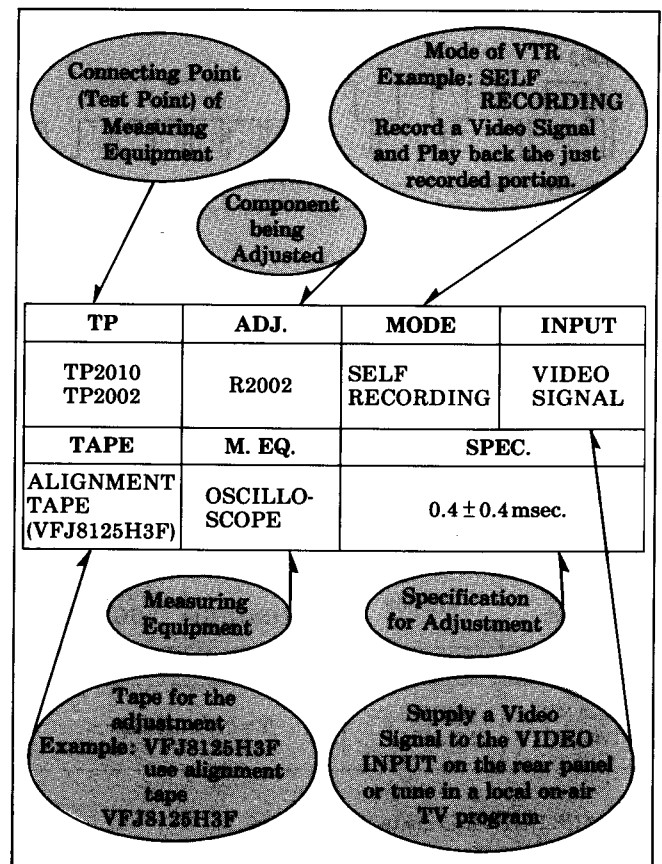 Connecting Point
(Test Point) of
Measuring
Equipment
Mode of VTR
Example: SELF
RECORDING
Record a Video Signal
and Play back the just
recorded portion.
Component
being
Adjusted
TP ADJ. MODE INPUT
TP2010
TP2002
R2002
SELF
RECORDING
VIDEO
SIGNAL
TAPE M. EQ. SPEC.
ALIGNMENT
TAPE
(VFJ8125H3F)
OSCILLO-
SCOPE
0.4±0.4 msec.
Measuring
Equipment
Specification
for Adjustment
Tape for the
adjustment
Example: VFJ8125H3F
use alignment
tape
VFJ8125H3F
Supply a Video
Signal to the VIDEO
INPUT on the rear panel
or tune in a local on-air
TV program